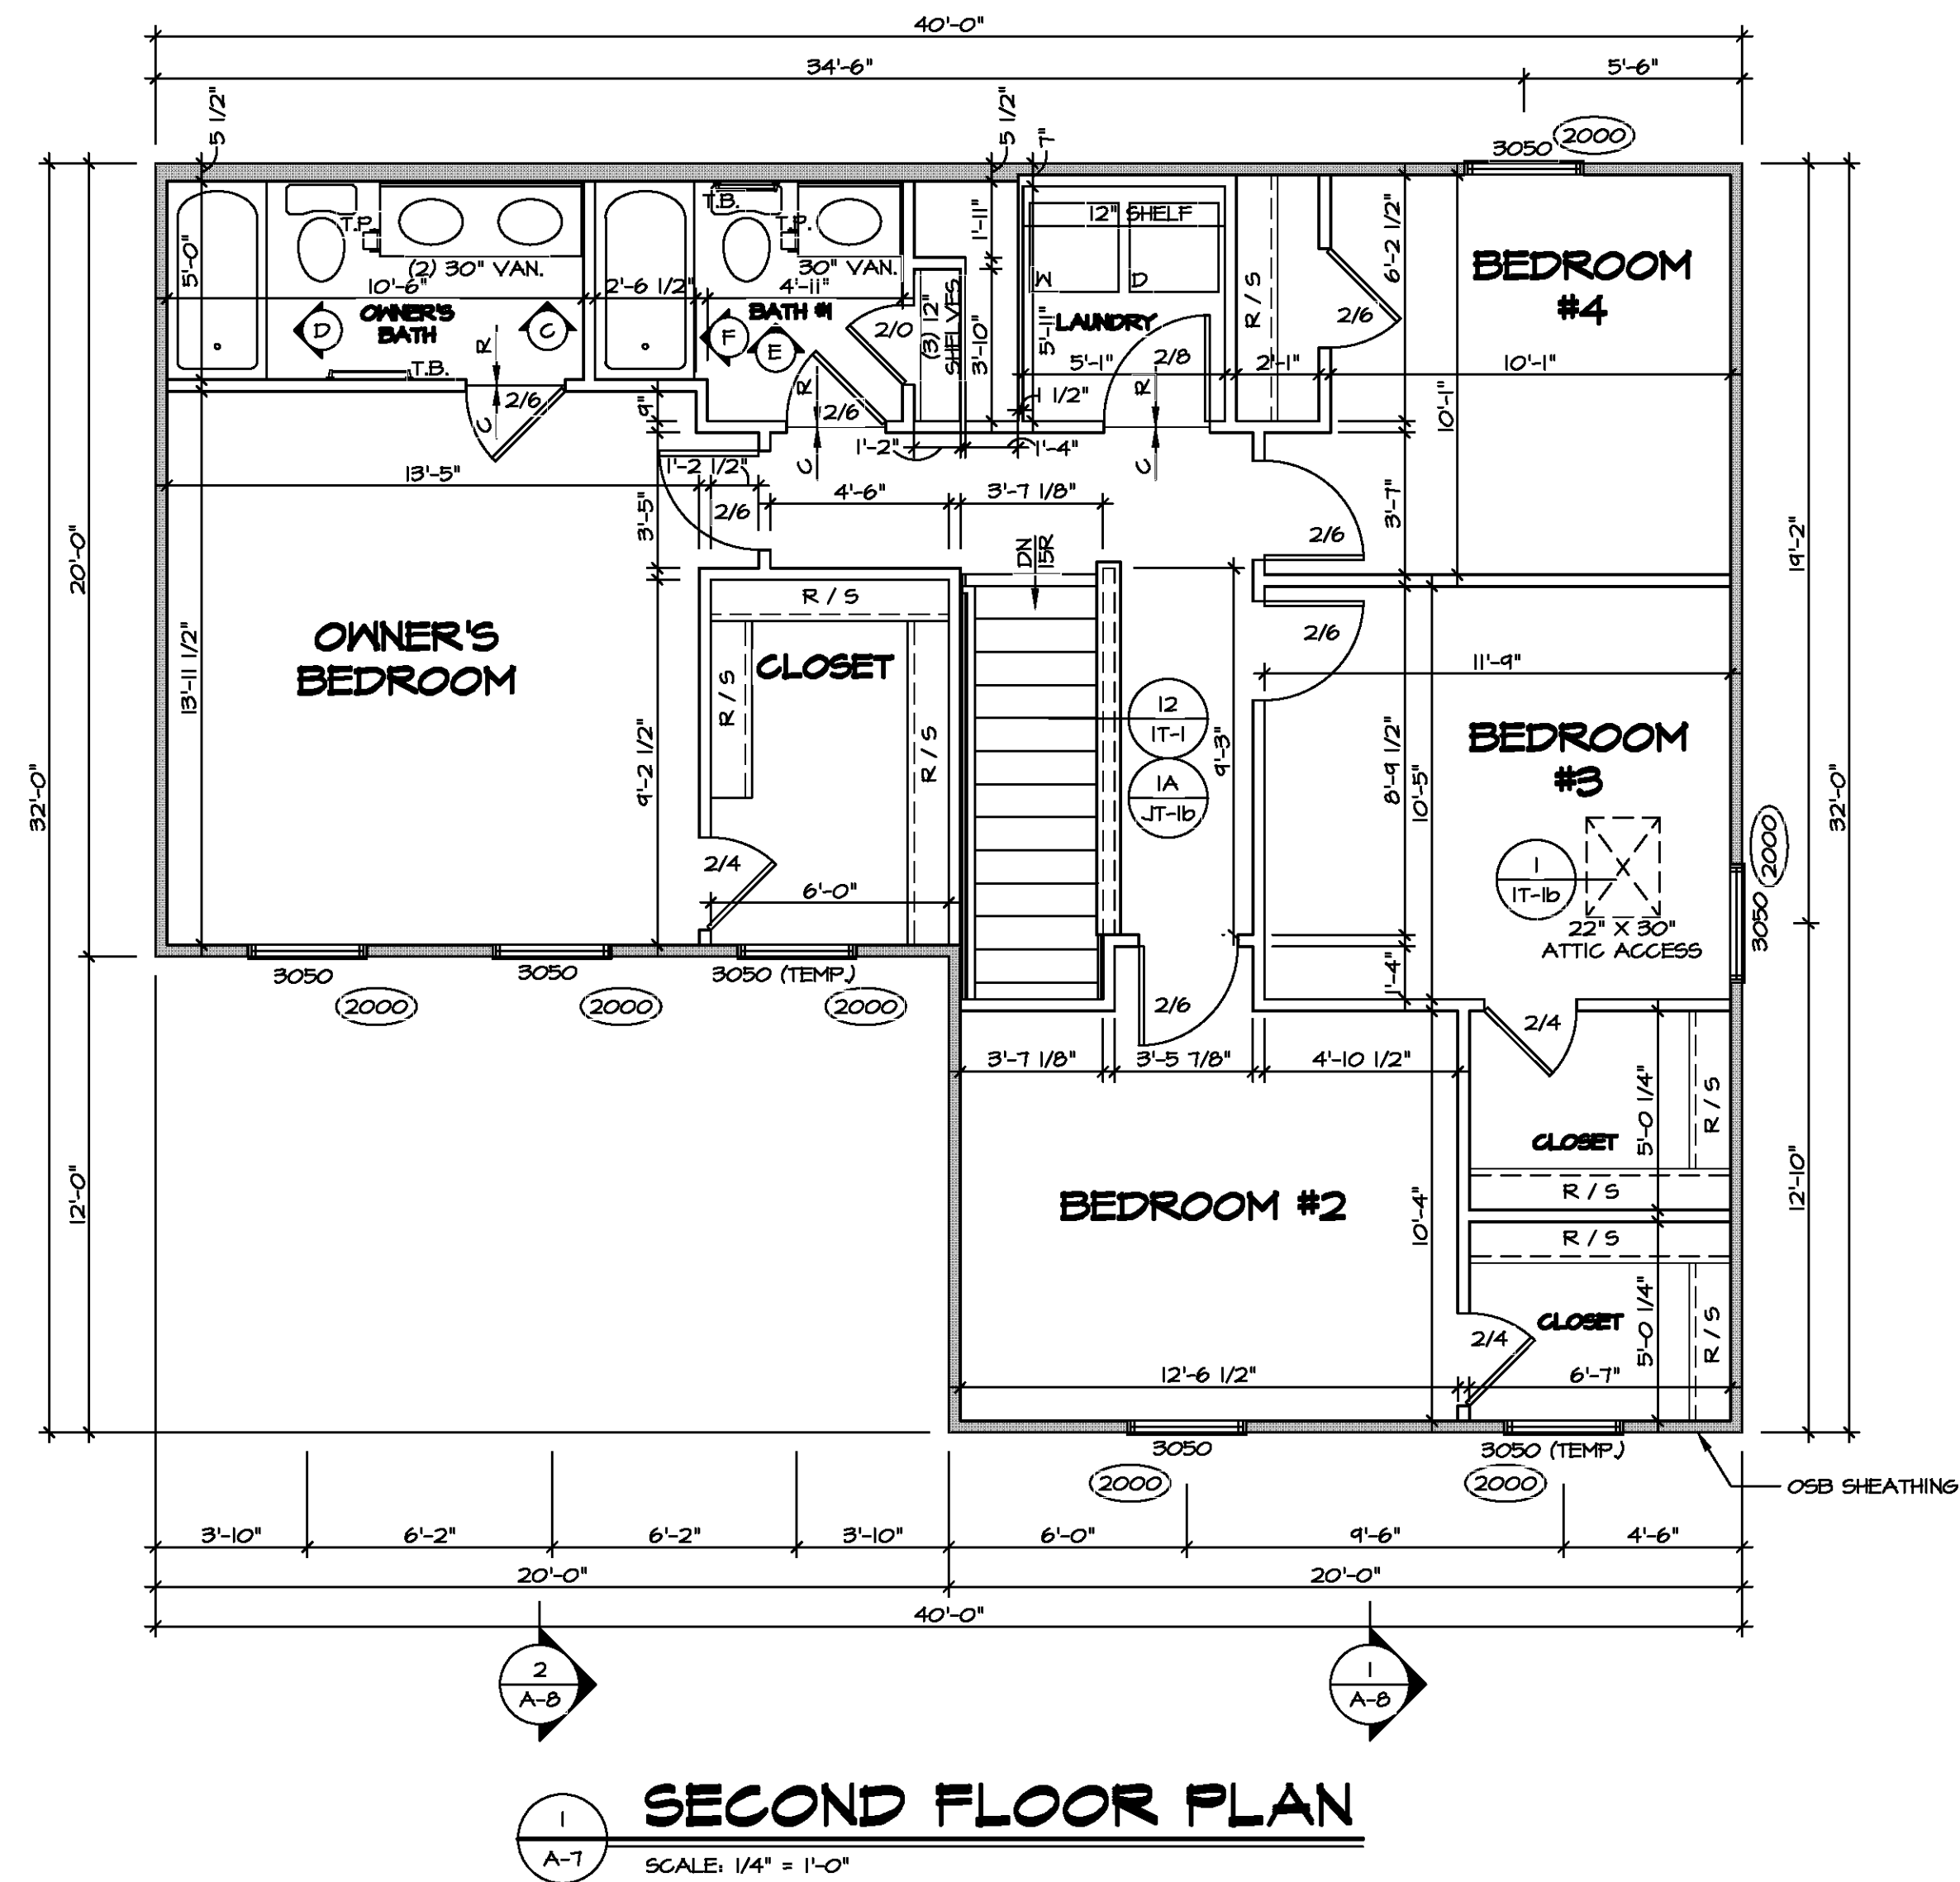 40'-0"
34'-6"
5'-6"
5 1/2"
5 1/2"
7"
3050
2000
T.P.
T.B.
T.P.
12" SHELF
1'-11"
6'-2 1/2"
5'-0"
(2) 30" VAN.
30" VAN.
W
D
R / S
BEDROOM
#4
10'-6"
2'-6 1/2"
4'-11"
OWNER'S
BATH
BATH #1
D
C
F
E
2/0
(3) 12"
SHELVES
3'-10"
LAUNDRY
5'-11"
5'-1"
2/8
2/6
2'-1"
10'-1"
T.B.
R
C
2/6
R
C
2/6
R
C
1 1/2"
9"
1'-2"
1'-4"
10'-1"
13'-5"
1'-2 1/2"
4'-6"
3'-7 1/8"
3'-5"
2/6
3'-7"
2/6
DN
15R
19'-2"
20'-0"
R / S
2/6
OWNER'S
BEDROOM
13'-11 1/2"
CLOSET
R / S
R / S
11'-9"
12
1T-1
1A
JT-1b
9'-3"
8'-9 1/2"
10'-5"
9'-2 1/2"
BEDROOM
#3
32'-0"
32'-0"
2/4
6'-0"
1
1T-1b
22" X 30"
ATTIC ACCESS
2000
3050
3050
3050
3050 (TEMP.)
2000
2000
2000
1'-4"
2/6
2/4
3'-7 1/8"
3'-5 7/8"
4'-10 1/2"
5'-0 1/4"
R / S
CLOSET
R / S
12'-0"
12'-10"
BEDROOM #2
10'-4"
R / S
CLOSET
5'-0 1/4"
R / S
2/4
12'-6 1/2"
6'-7"
3050
2000
3050 (TEMP.)
2000
OSB SHEATHING
3'-10"
6'-2"
6'-2"
3'-10"
6'-0"
9'-6"
4'-6"
20'-0"
20'-0"
40'-0"
2
A-8
1
A-8
1
A-7
SECOND FLOOR PLAN
SCALE: 1/4" = 1'-0"